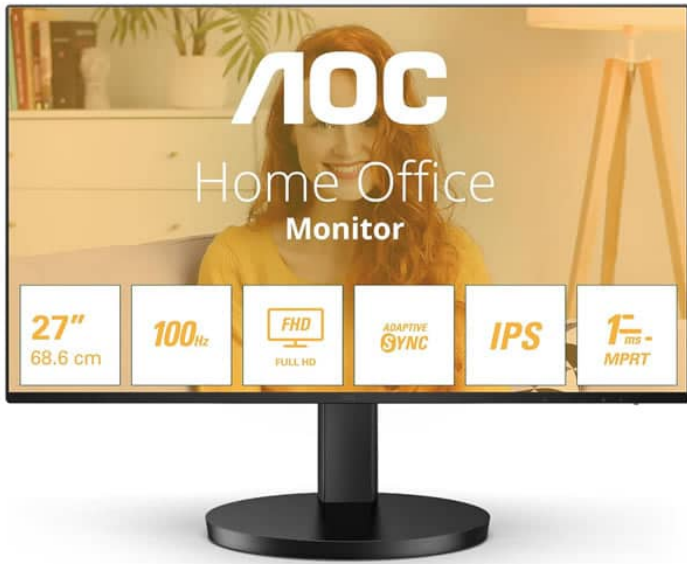 AOC
Home Office
Monitor
27"
68.6 cm
100Hz
FHD
FULL HD
ADAPTIVE
SYNC
IPS
1ms -
MPRT